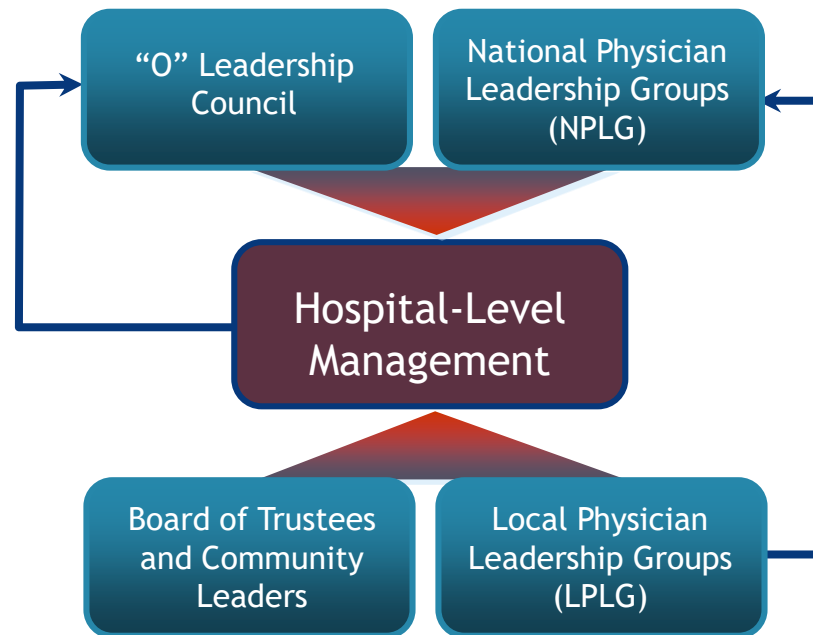 “O” Leadership
Council
National Physician
Leadership Groups
(NPLG)
Hospital-Level
Management
Board of Trustees
and Community
Leaders
Local Physician
Leadership Groups
(LPLG)